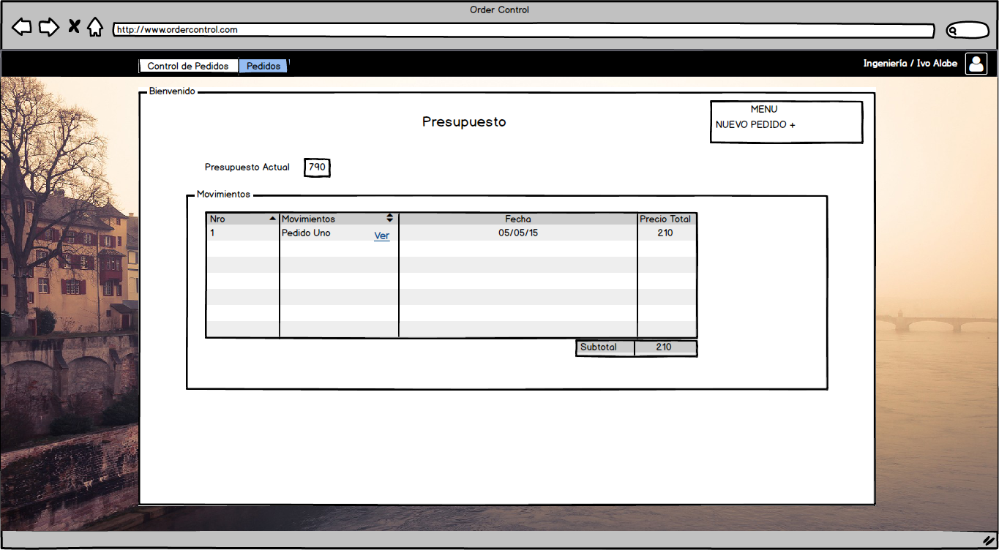 Order Control
http://www.ordercontrol.com
Control de Pedidos Pedidos
Ingeniería / Ivo Alabe
Bienvenido
MENU
NUEVO PEDIDO +
Presupuesto
Presupuesto Actual 790
Movimientos
Nro Movimientos Fecha Precio Total
1 Pedido Uno Ver 05/05/15 210
Subtotal 210